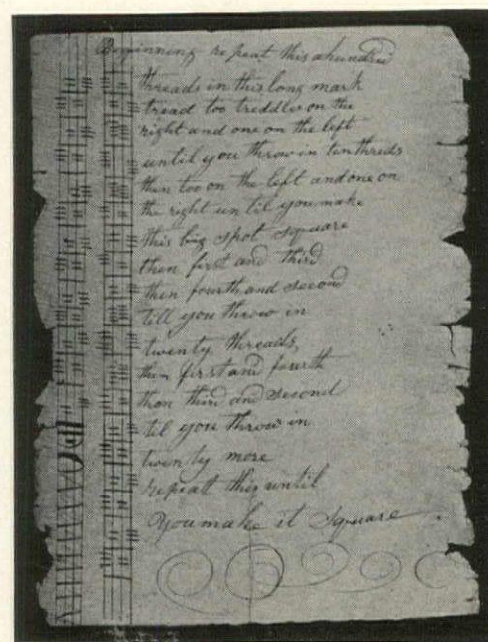 Beginning repeat this a hundred
threads in this long mark
tread too treddles on the
right and one on the left
until you throw in ten threds
then too on the left and one on
the right un til you make
this big spot square
then first and third
then fourth and second
till you throw in
twenty threads
then first and fourth
than third and second
til you throw in
twenty more
repeatt this until
you make it square